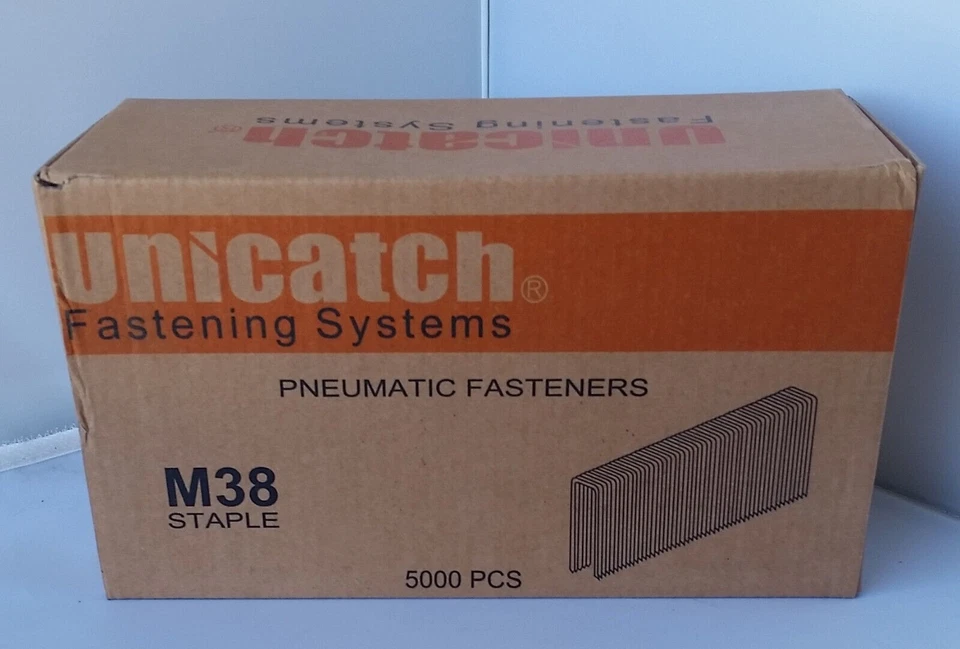 unicatch®
Fastening Systems
unicatch®
Fastening Systems
PNEUMATIC FASTENERS
M38
STAPLE
5000 PCS